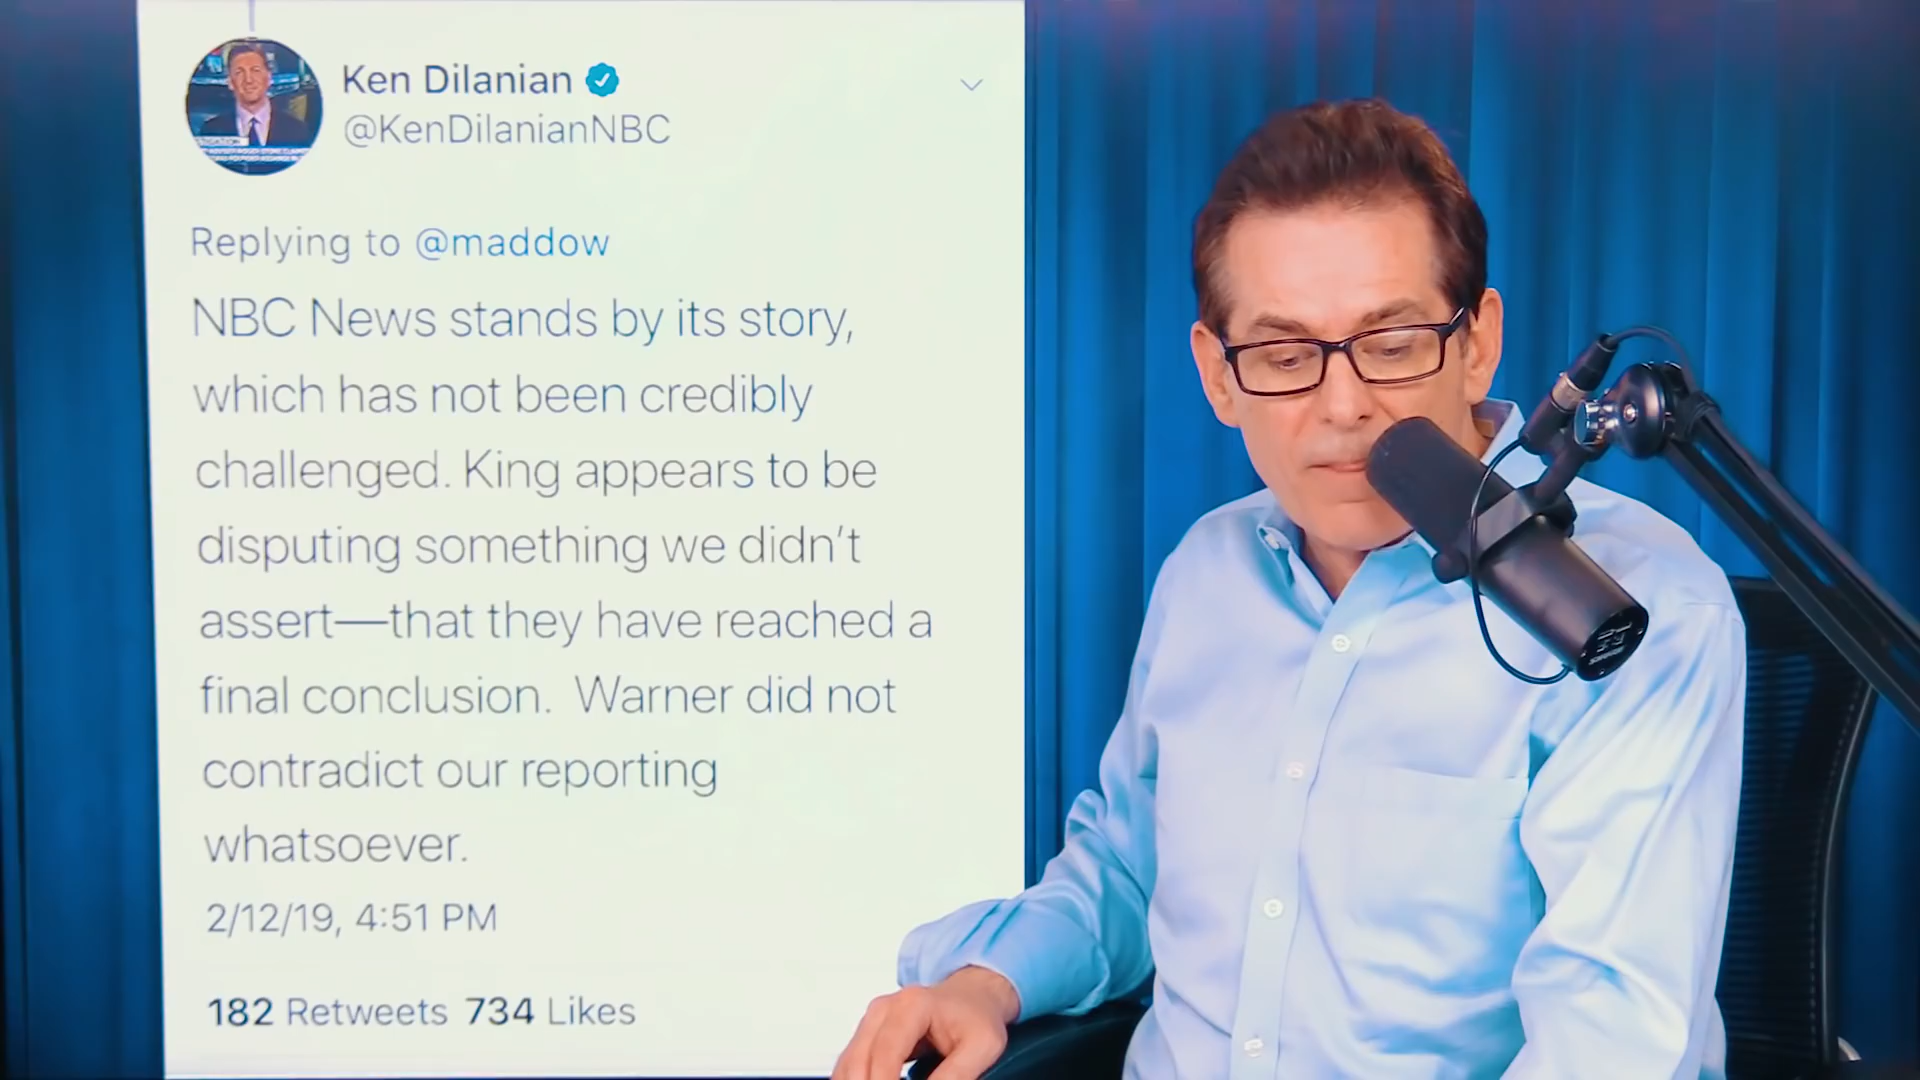 Ken Dilanian
@KenDilanianNBC
Replying to @maddow
NBC News stands by its story,
which has not been credibly
challenged. King appears to be
disputing something we didn't
assert—that they have reached a
final conclusion. Warner did not
contradict our reporting
whatsoever.
2/12/19, 4:51 PM
182 Retweets 734 Likes